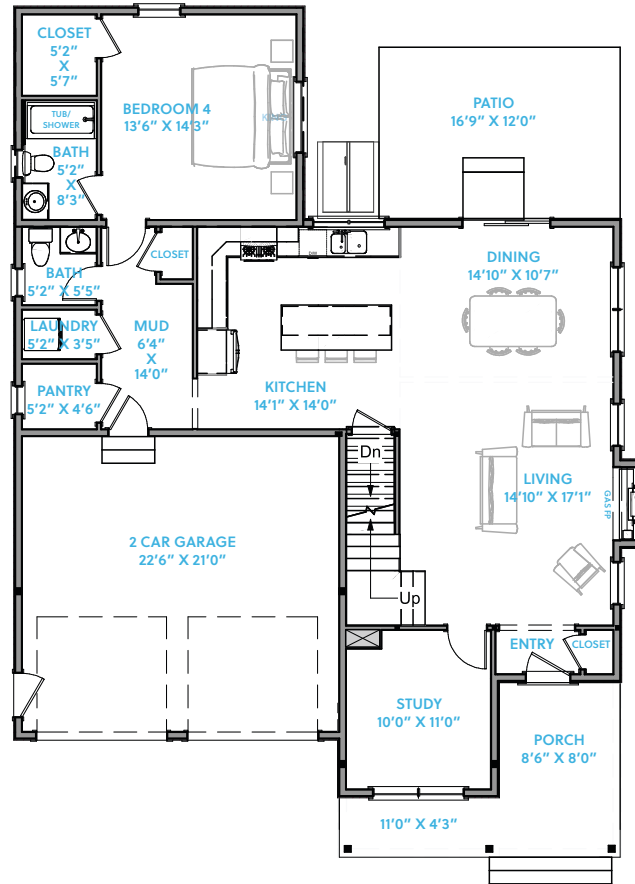 CLOSET
5'2"
X
5'7"
BEDROOM 4
13'6" X 14'3"
TUB/
SHOWER
BATH
5'2"
X
8'3"
PATIO
16'9" X 12'0"
CLOSET
BATH
5'2" X 5'5"
DINING
14'10" X 10'7"
LAUNDRY
5'2" X 3'5"
MUD
6'4"
X
14'0"
PANTRY
5'2" X 4'6"
KITCHEN
14'1" X 14'0"
DW
Dn
LIVING
14'10" X 17'1"
GAS FP
2 CAR GARAGE
22'6" X 21'0"
Up
ENTRY
CLOSET
STUDY
10'0" X 11'0"
PORCH
8'6" X 8'0"
11'0" X 4'3"